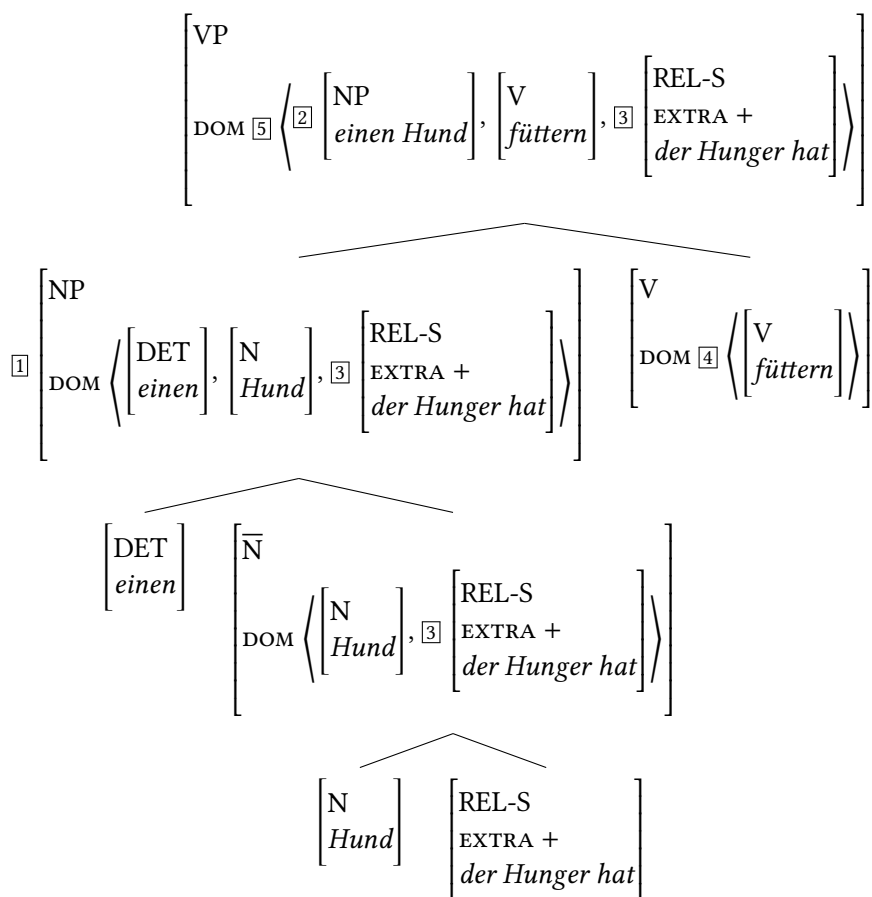 VP
DOM 5 ⟨ 2 [NP einen Hund], [V füttern], 3 [REL-S EXTRA + der Hunger hat] ⟩
1 NP
DOM ⟨ [DET einen], [N Hund], 3 [REL-S EXTRA + der Hunger hat] ⟩
V
DOM 4 ⟨ [V füttern] ⟩
DET
einen
N̅
DOM ⟨ [N Hund], 3 [REL-S EXTRA + der Hunger hat] ⟩
N
Hund
REL-S
EXTRA +
der Hunger hat